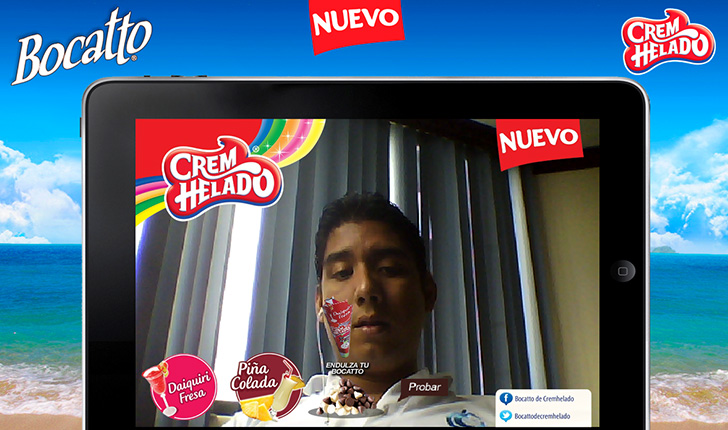 Bocatto
NUEVO
CREM
HELADO
CREM
HELADO
NUEVO
Daiquiri
Fresa
Piña
Colada
ENDULZA TU
BOCATTO
Probar
Bocatto de Cremhelado
Bocattodecremhelado